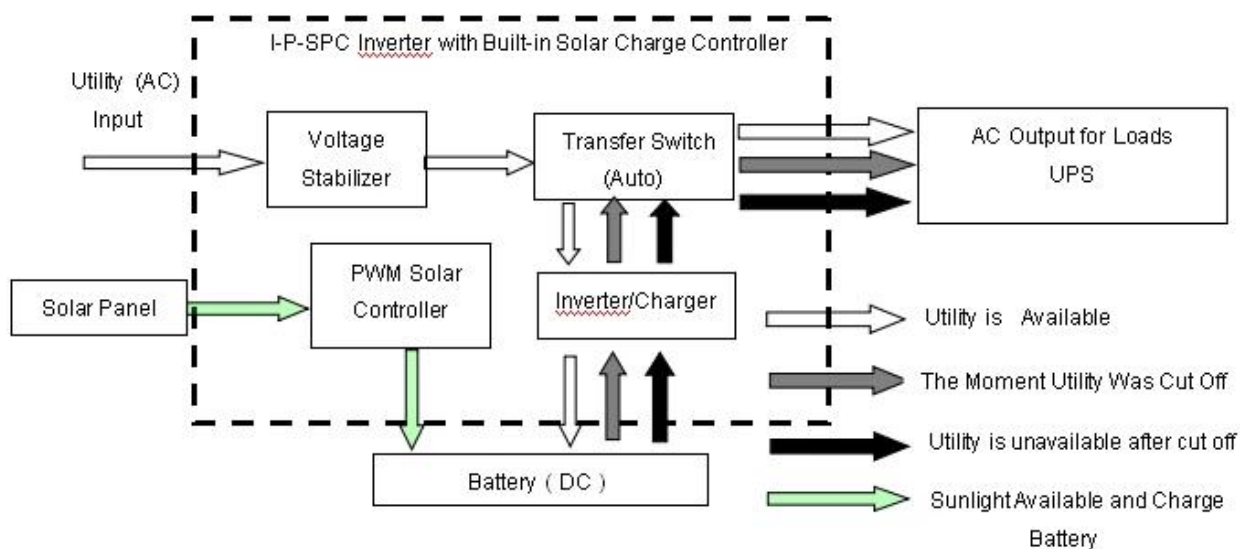 I-P-SPC Inverter with Built-in Solar Charge Controller
Utility (AC)
Input
Voltage
Stabilizer
Transfer Switch
(Auto)
AC Output for Loads
UPS
Solar Panel
PWM Solar
Controller
Inverter/Charger
Battery ( DC )
Utility is Available
The Moment Utility Was Cut Off
Utility is unavailable after cut off
Sunlight Available and Charge
Battery